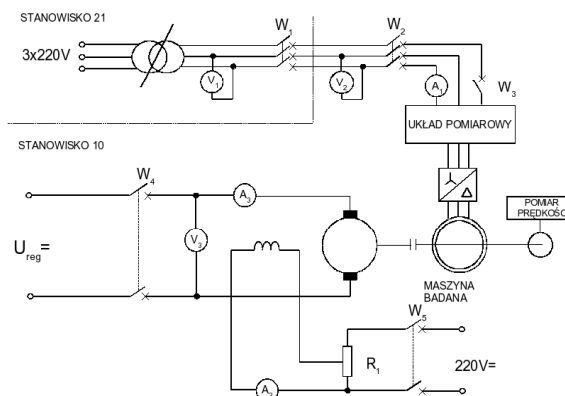 STANOWISKO 21
3x220V
W1
W2
V1
V2
A1
W3
UKŁAD POMIAROWY
STANOWISKO 10
W4
A3
V3
Ureg=
POMIAR
PRĘDKOŚCI
MASZYNA
BADANA
W5
R1
220V=
A2